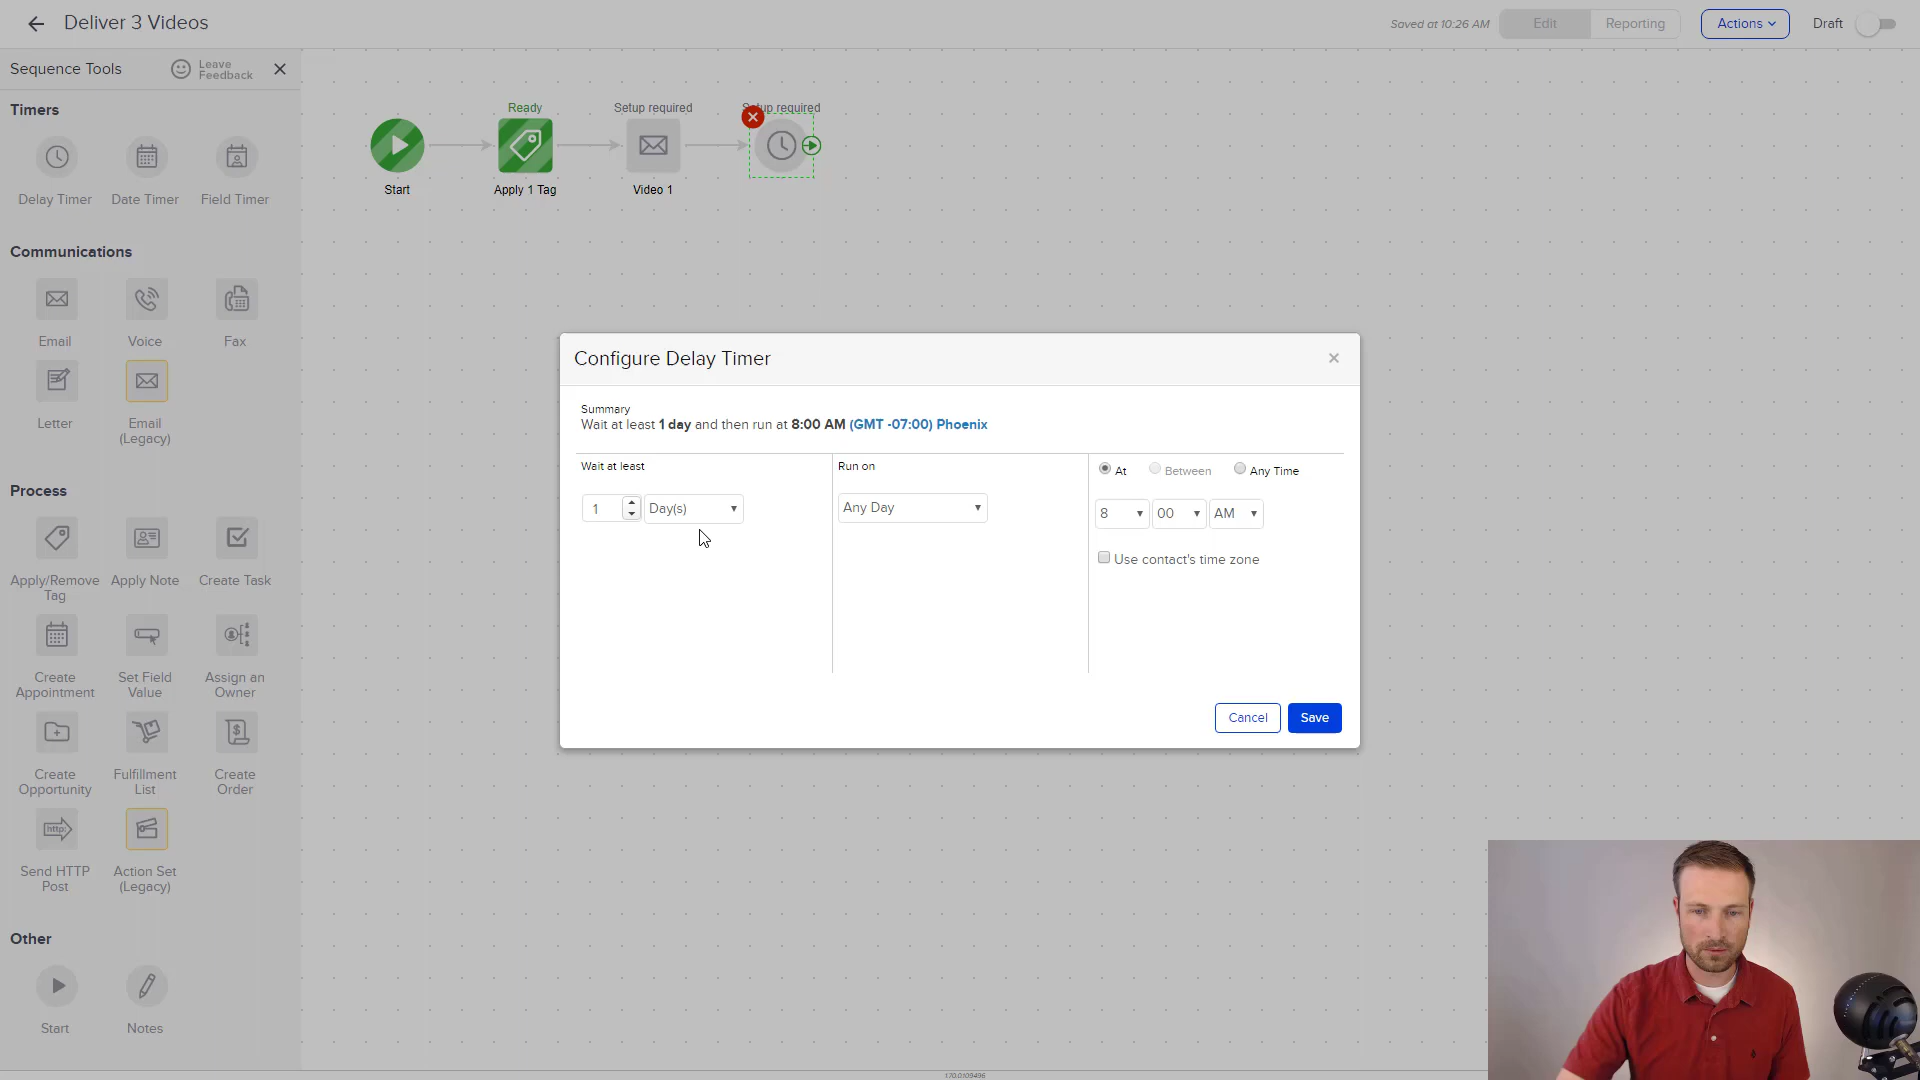 Deliver 3 Videos
Saved at 10:26 AM
Edit
Reporting
Actions
Draft
Sequence Tools
Leave
Feedback
Timers
Delay Timer
Date Timer
Field Timer
Communications
Email
Voice
Fax
Letter
Email
(Legacy)
Process
Apply/Remove
Tag
Apply Note
Create Task
Create
Appointment
Set Field
Value
Assign an
Owner
Create
Opportunity
Fulfillment
List
Create
Order
http:
Send HTTP
Post
Action Set
(Legacy)
Other
Start
Notes
Ready
Setup required
required
Start
Apply 1 Tag
Video 1
Configure Delay Timer
Summary
Wait at least 1 day and then run at 8:00 AM (GMT -07:00) Phoenix
Wait at least
1
Day(s)
Run on
Any Day
At
Between
Any Time
8
00
AM
Use contact's time zone
Cancel
Save